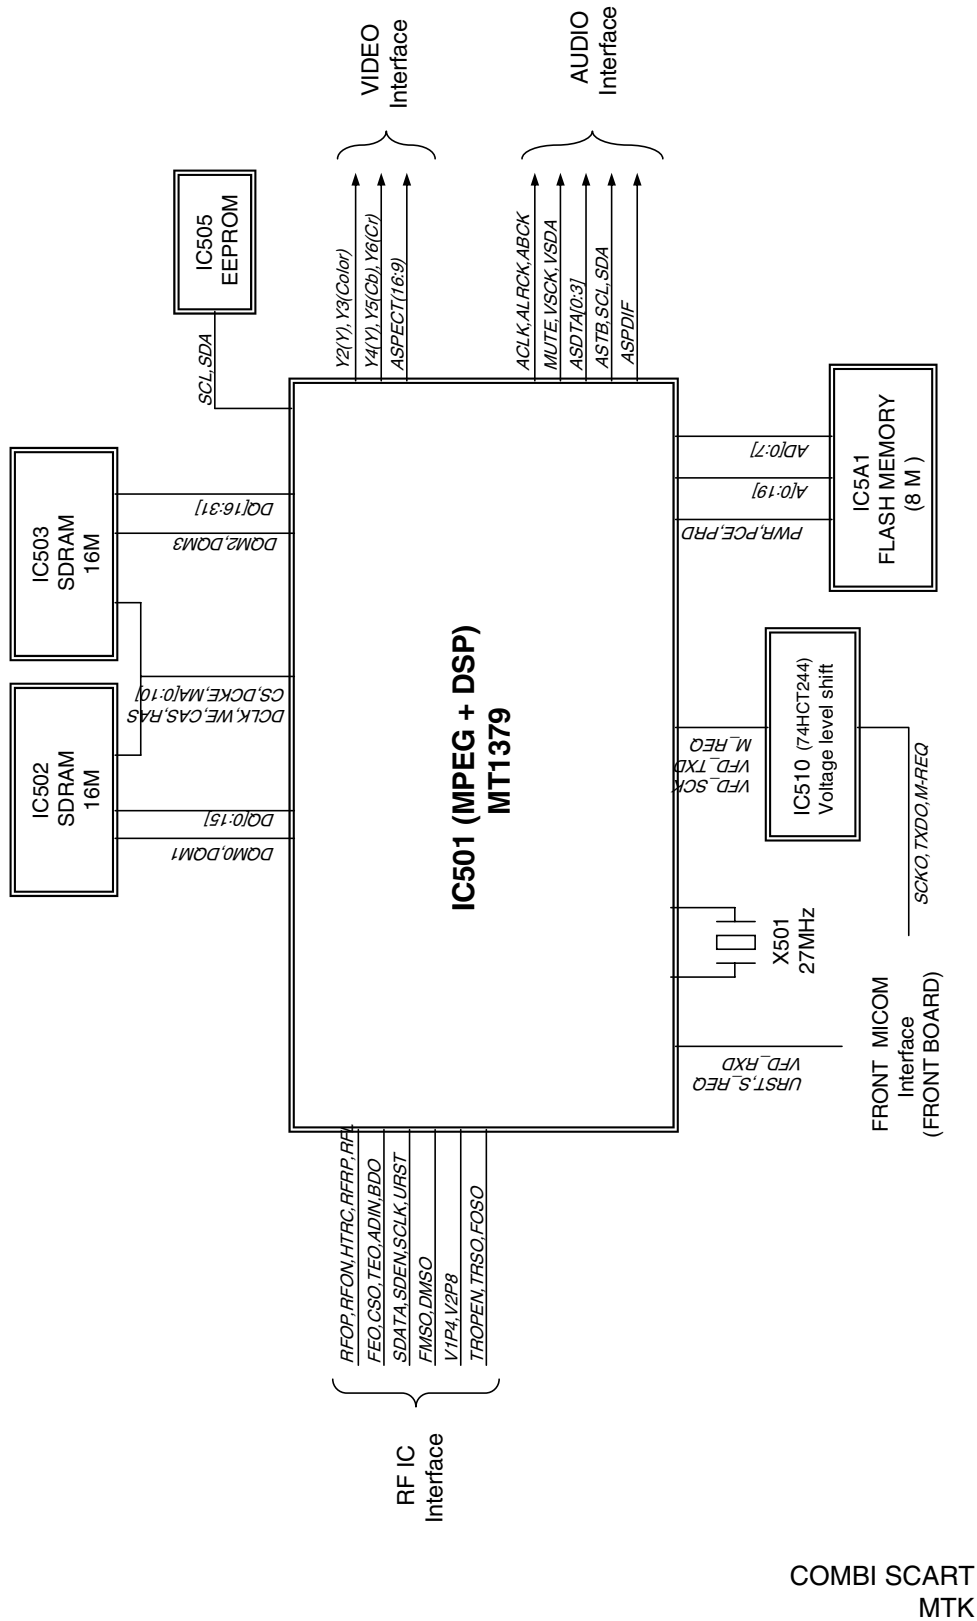 IC502
SDRAM
16M
IC503
SDRAM
16M
IC505
EEPROM
DQM0,DQM1
DQ[0:15]
DCLK,WE,CAS,RAS
CS,DCKE,MA[0:10]
DQM2,DQM3
DQ[16:31]
SCL,SDA
RF IC
Interface
RFOP,RFON,HTRC,RFRP,RFL
FEO,CSO,TEO,ADIN,BDO
SDATA,SDEN,SCLK,URST
FMSO,DMSO
V1P4,V2P8
TROPEN,TRSO,FOSO
IC501 (MPEG + DSP)
MT1379
Y2(Y),Y3(Color)
Y4(Y),Y5(Cb),Y6(Cr)
ASPECT(16:9)
VIDEO
Interface
ACLK,ALRCK,ABCK
MUTE,VSCK,VSDA
ASDTA[0:3]
ASTB,SCL,SDA
ASPDIF
AUDIO
Interface
URST,S_REQ
VFD_RXD
X501
27MHz
VFD_SCK
VFD_TXD
M_REQ
PWR,PCE,PRD
A[0:19]
AD[0:7]
IC510 (74HCT244)
Voltage level shift
IC5A1
FLASH MEMORY
(8 M )
SCKO,TXDO,M-REQ
FRONT MICOM
Interface
(FRONT BOARD)
COMBI SCART
MTK